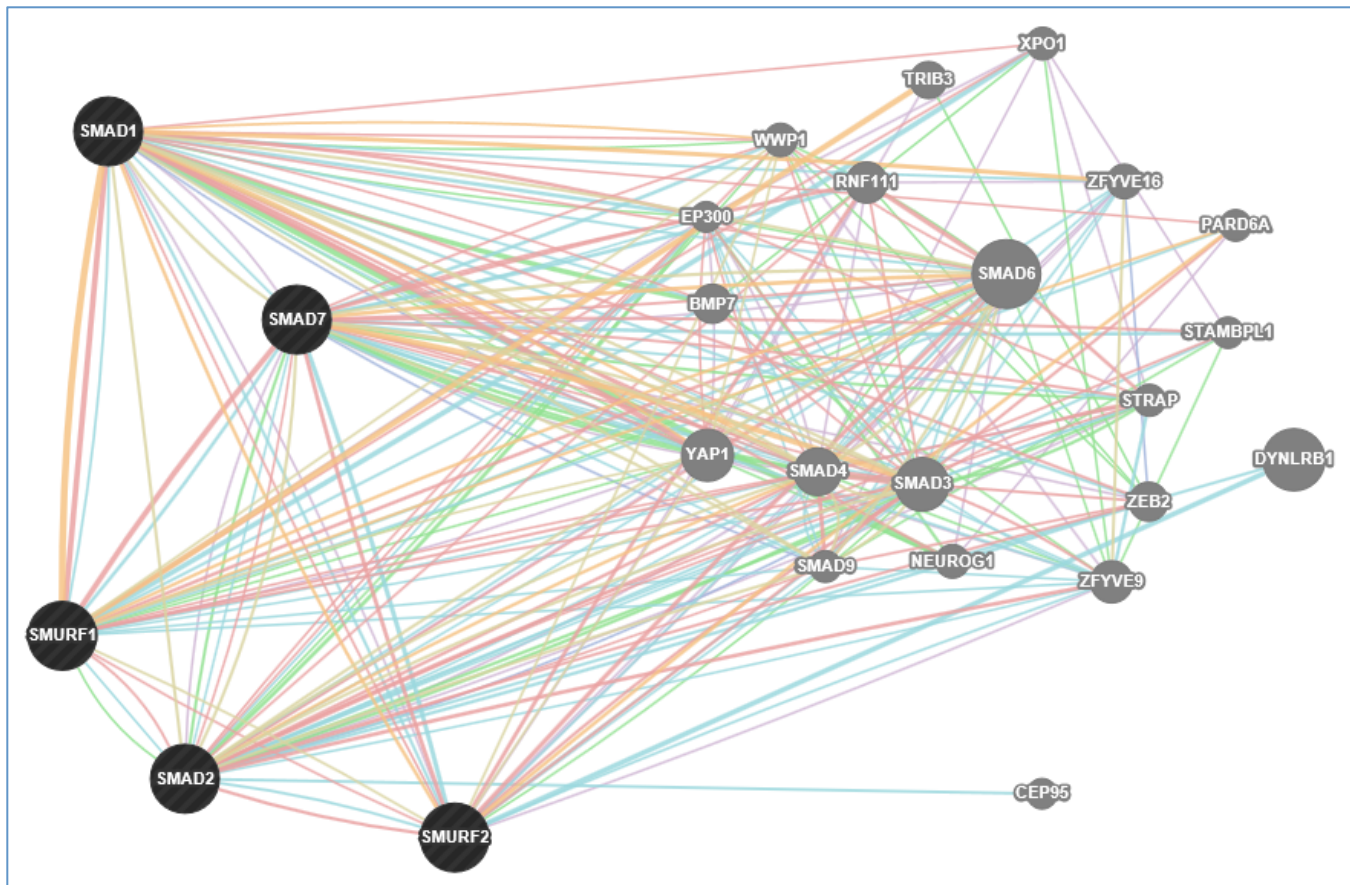 XPO1
TRIB3
SMAD1
WWP1
RNF111
ZFYVE16
EP300
PARD6A
SMAD6
BMP7
SMAD7
STAMBPL1
STRAP
YAP1
DYNLRB1
SMAD4
SMAD3
ZEB2
SMAD9
NEUROG1
ZFYVE9
SMURF1
SMAD2
CEP95
SMURF2